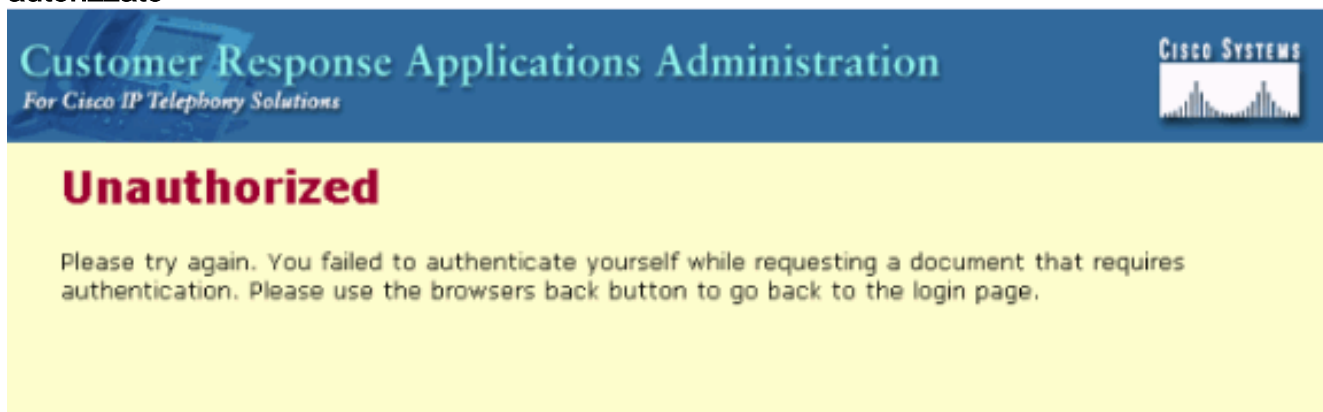 Customer Response Applications Administration
For Cisco IP Telephony Solutions
CISCO SYSTEMS
Unauthorized
Please try again. You failed to authenticate yourself while requesting a document that requires
authentication. Please use the browsers back button to go back to the login page.